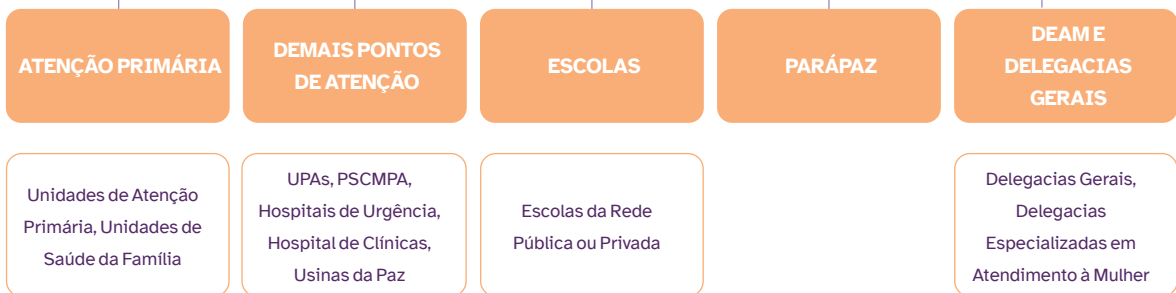 ATENÇÃO PRIMÁRIA
DEMAIS PONTOS
DE ATENÇÃO
ESCOLAS
PARÁPAZ
DEAM E
DELEGACIAS
GERAIS
Unidades de Atenção
Primária, Unidades de
Saúde da Família
UPAs, PSCMPA,
Hospitais de Urgência,
Hospital de Clínicas,
Usinas da Paz
Escolas da Rede
Pública ou Privada
Delegacias Gerais,
Delegacias
Especializadas em
Atendimento à Mulher